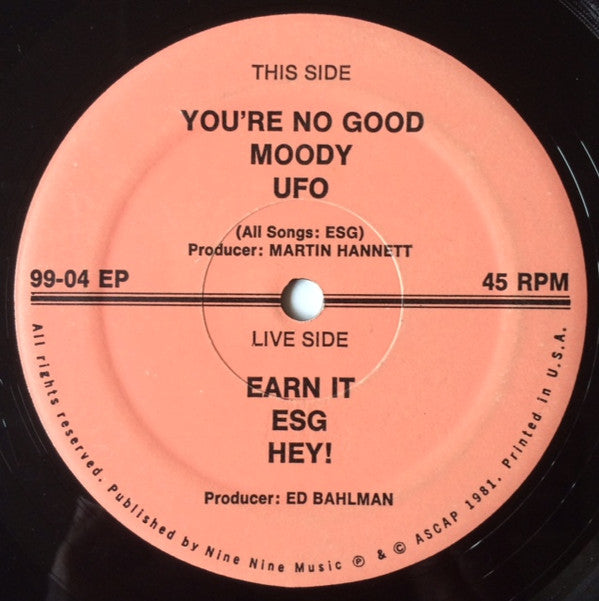 THIS SIDE
YOU'RE NO GOOD
MOODY
UFO
(All Songs: ESG)
Producer: MARTIN HANNETT
99-04 EP
45 RPM
LIVE SIDE
EARN IT
ESG
HEY!
Producer: ED BAHLMAN
All rights reserved. Published by Nine Nine Music ℗ & © ASCAP 1981. Printed in U.S.A.